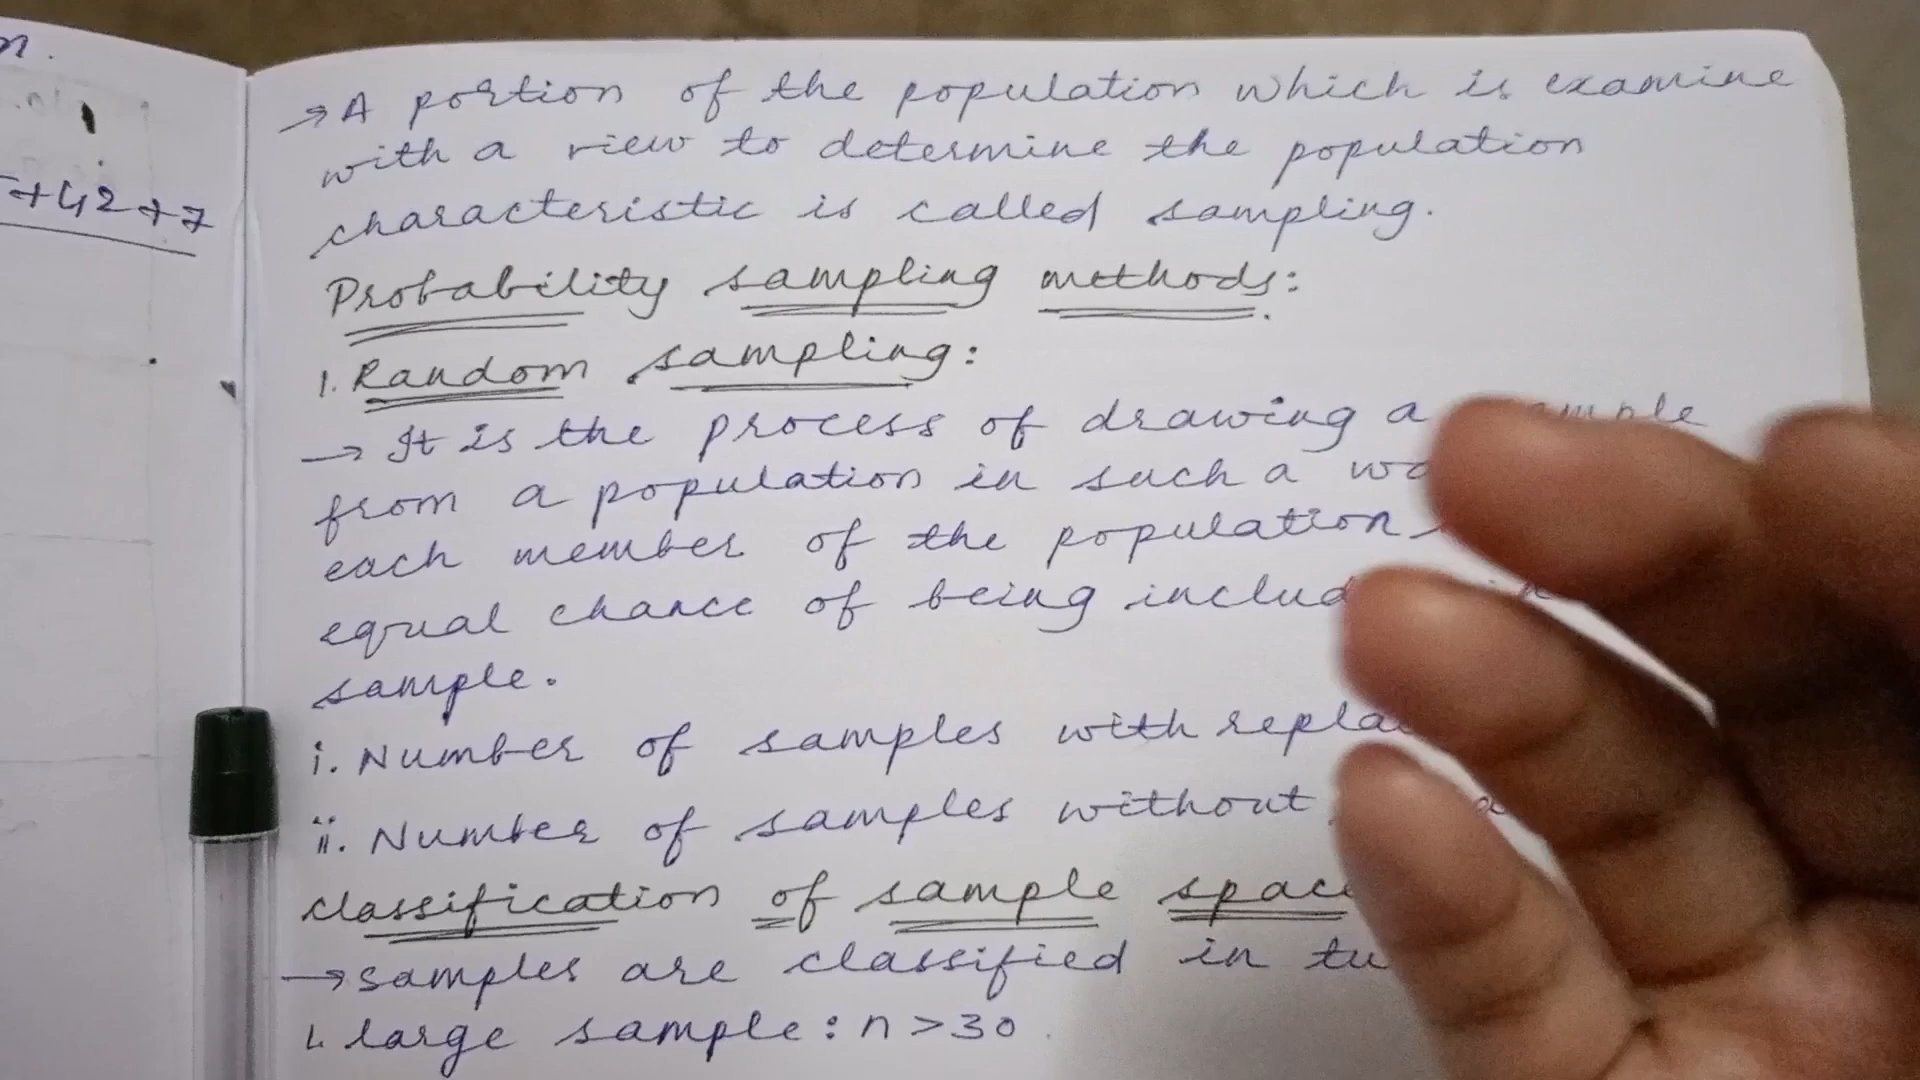 n.
+42+7
→A portion of the population which is examine
with a view to determine the population
characteristic is called sampling.
Probability sampling methods:
1. Random sampling:
→ It is the process of drawing a
from a population in such a
each member of the population
equal chance of being
sample.
i. Number of samples with
ii. Number of samples without
classification of sample
→samples are classified in
1. large sample: n>30